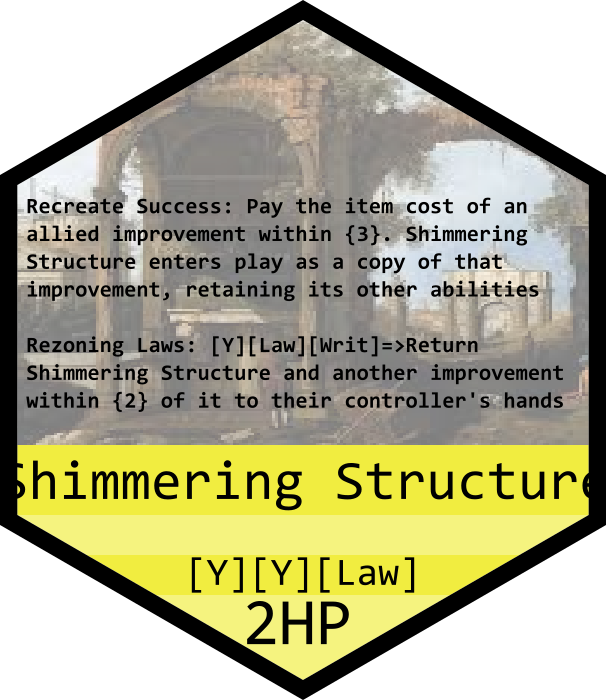 Recreate Success: Pay the item cost of an
allied improvement within {3}. Shimmering
Structure enters play as a copy of that
improvement, retaining its other abilities
Rezoning Laws: [Y][Law][Writ]=>Return
Shimmering Structure and another improvement
within {2} of it to their controller's hands
Shimmering Structure
[Y][Y][Law]
2HP